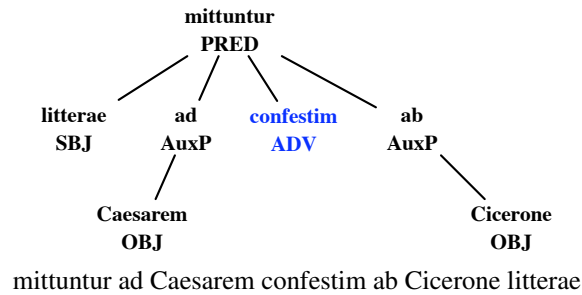 mittuntur
PRED
litterae ad confestim ab
SBJ AuxP ADV AuxP
Caesarem Cicerone
OBJ OBJ
mittuntur ad Caesarem confestim ab Cicerone litterae